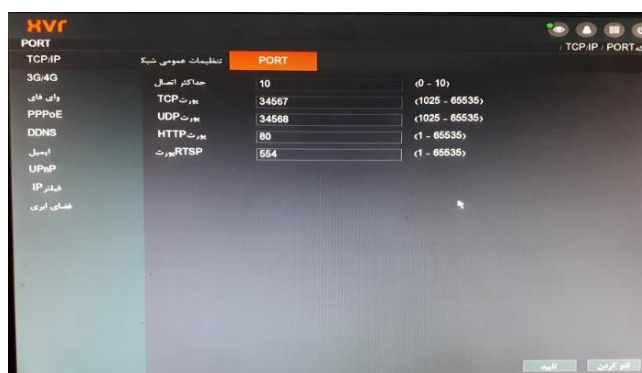 XVr
PORT
/ TCP/IP / PORT
TCP/IP
تنظیمات عمومی شبک
PORT
3G/4G
حداکثر اتصال
10
(0 - 10)
وای فای
پورت TCP
34567
(1025 - 65535)
PPPoE
پورت UDP
34568
(1025 - 65535)
DDNS
پورت HTTP
80
(1 - 65535)
ایمیل
پورت RTSP
554
(1 - 65535)
UPnP
فیلتر IP
فضای ابری
تایید
لغو کردن